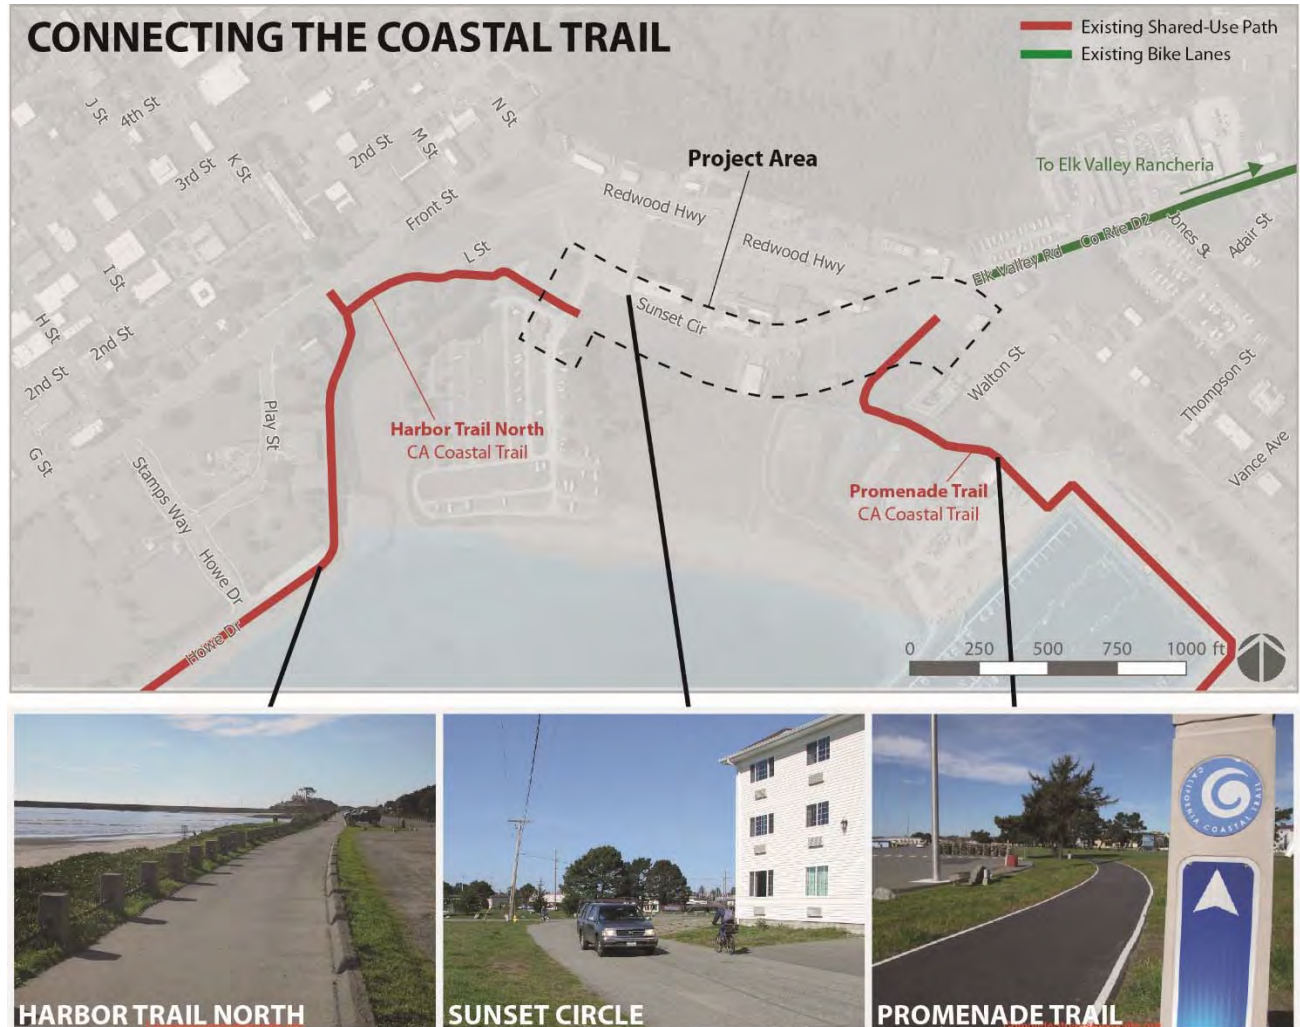 CONNECTING THE COASTAL TRAIL
Existing Shared-Use Path
Existing Bike Lanes
J St
4th St
N St
3rd St
K St
2nd St
M St
Project Area
To Elk Valley Rancheria
Redwood Hwy
Front St
Redwood Hwy
L St
Elk Valley Rd
Co Rte D2
Jones St
Adair St
I St
H St
2nd St
2nd St
Sunset Cir
Walton St
Thompson St
Play St
Harbor Trail North
CA Coastal Trail
G St
Stamps Way
Vance Ave
Promenade Trail
CA Coastal Trail
Howe Dr
Howe Dr
0 250 500 750 1000 ft
CALIFORNIA COASTAL TRAIL
HARBOR TRAIL NORTH
SUNSET CIRCLE
PROMENADE TRAIL